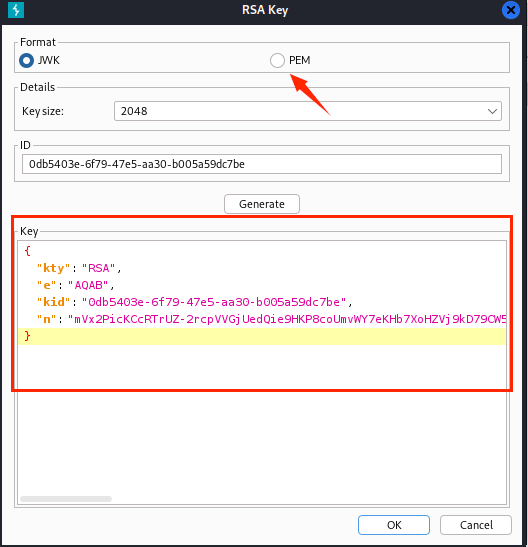 RSA Key
Format
JWK
PEM
Details
Key size:
2048
ID
0db5403e-6f79-47e5-aa30-b005a59dc7be
Generate
Key
{
"kty": "RSA",
"e": "AQAB",
"kid": "0db5403e-6f79-47e5-aa30-b005a59dc7be",
"n": "mVx2PicKCcRTrUZ-2rcpVVGjUedQie9HKP8coUmvWY7eKHb7XoHZVj9kD79CW5
}
OK
Cancel